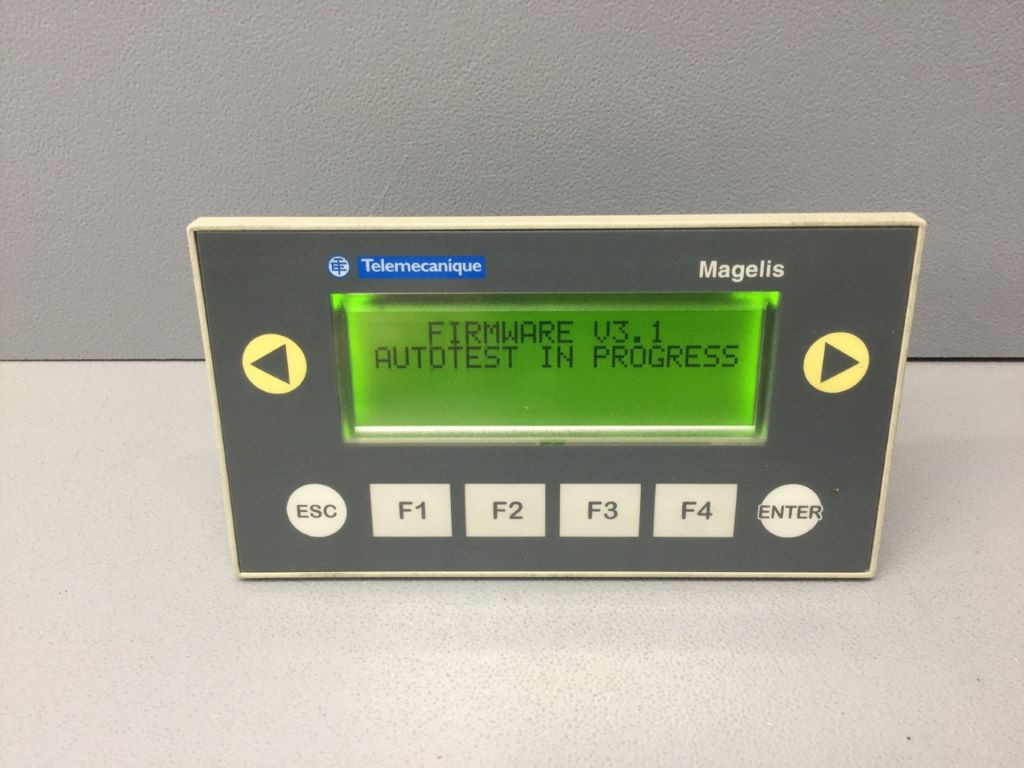 Telemecanique
Magelis
FIRMWARE V3.1
AUTOTEST IN PROGRESS
ESC
F1
F2
F3
F4
ENTER